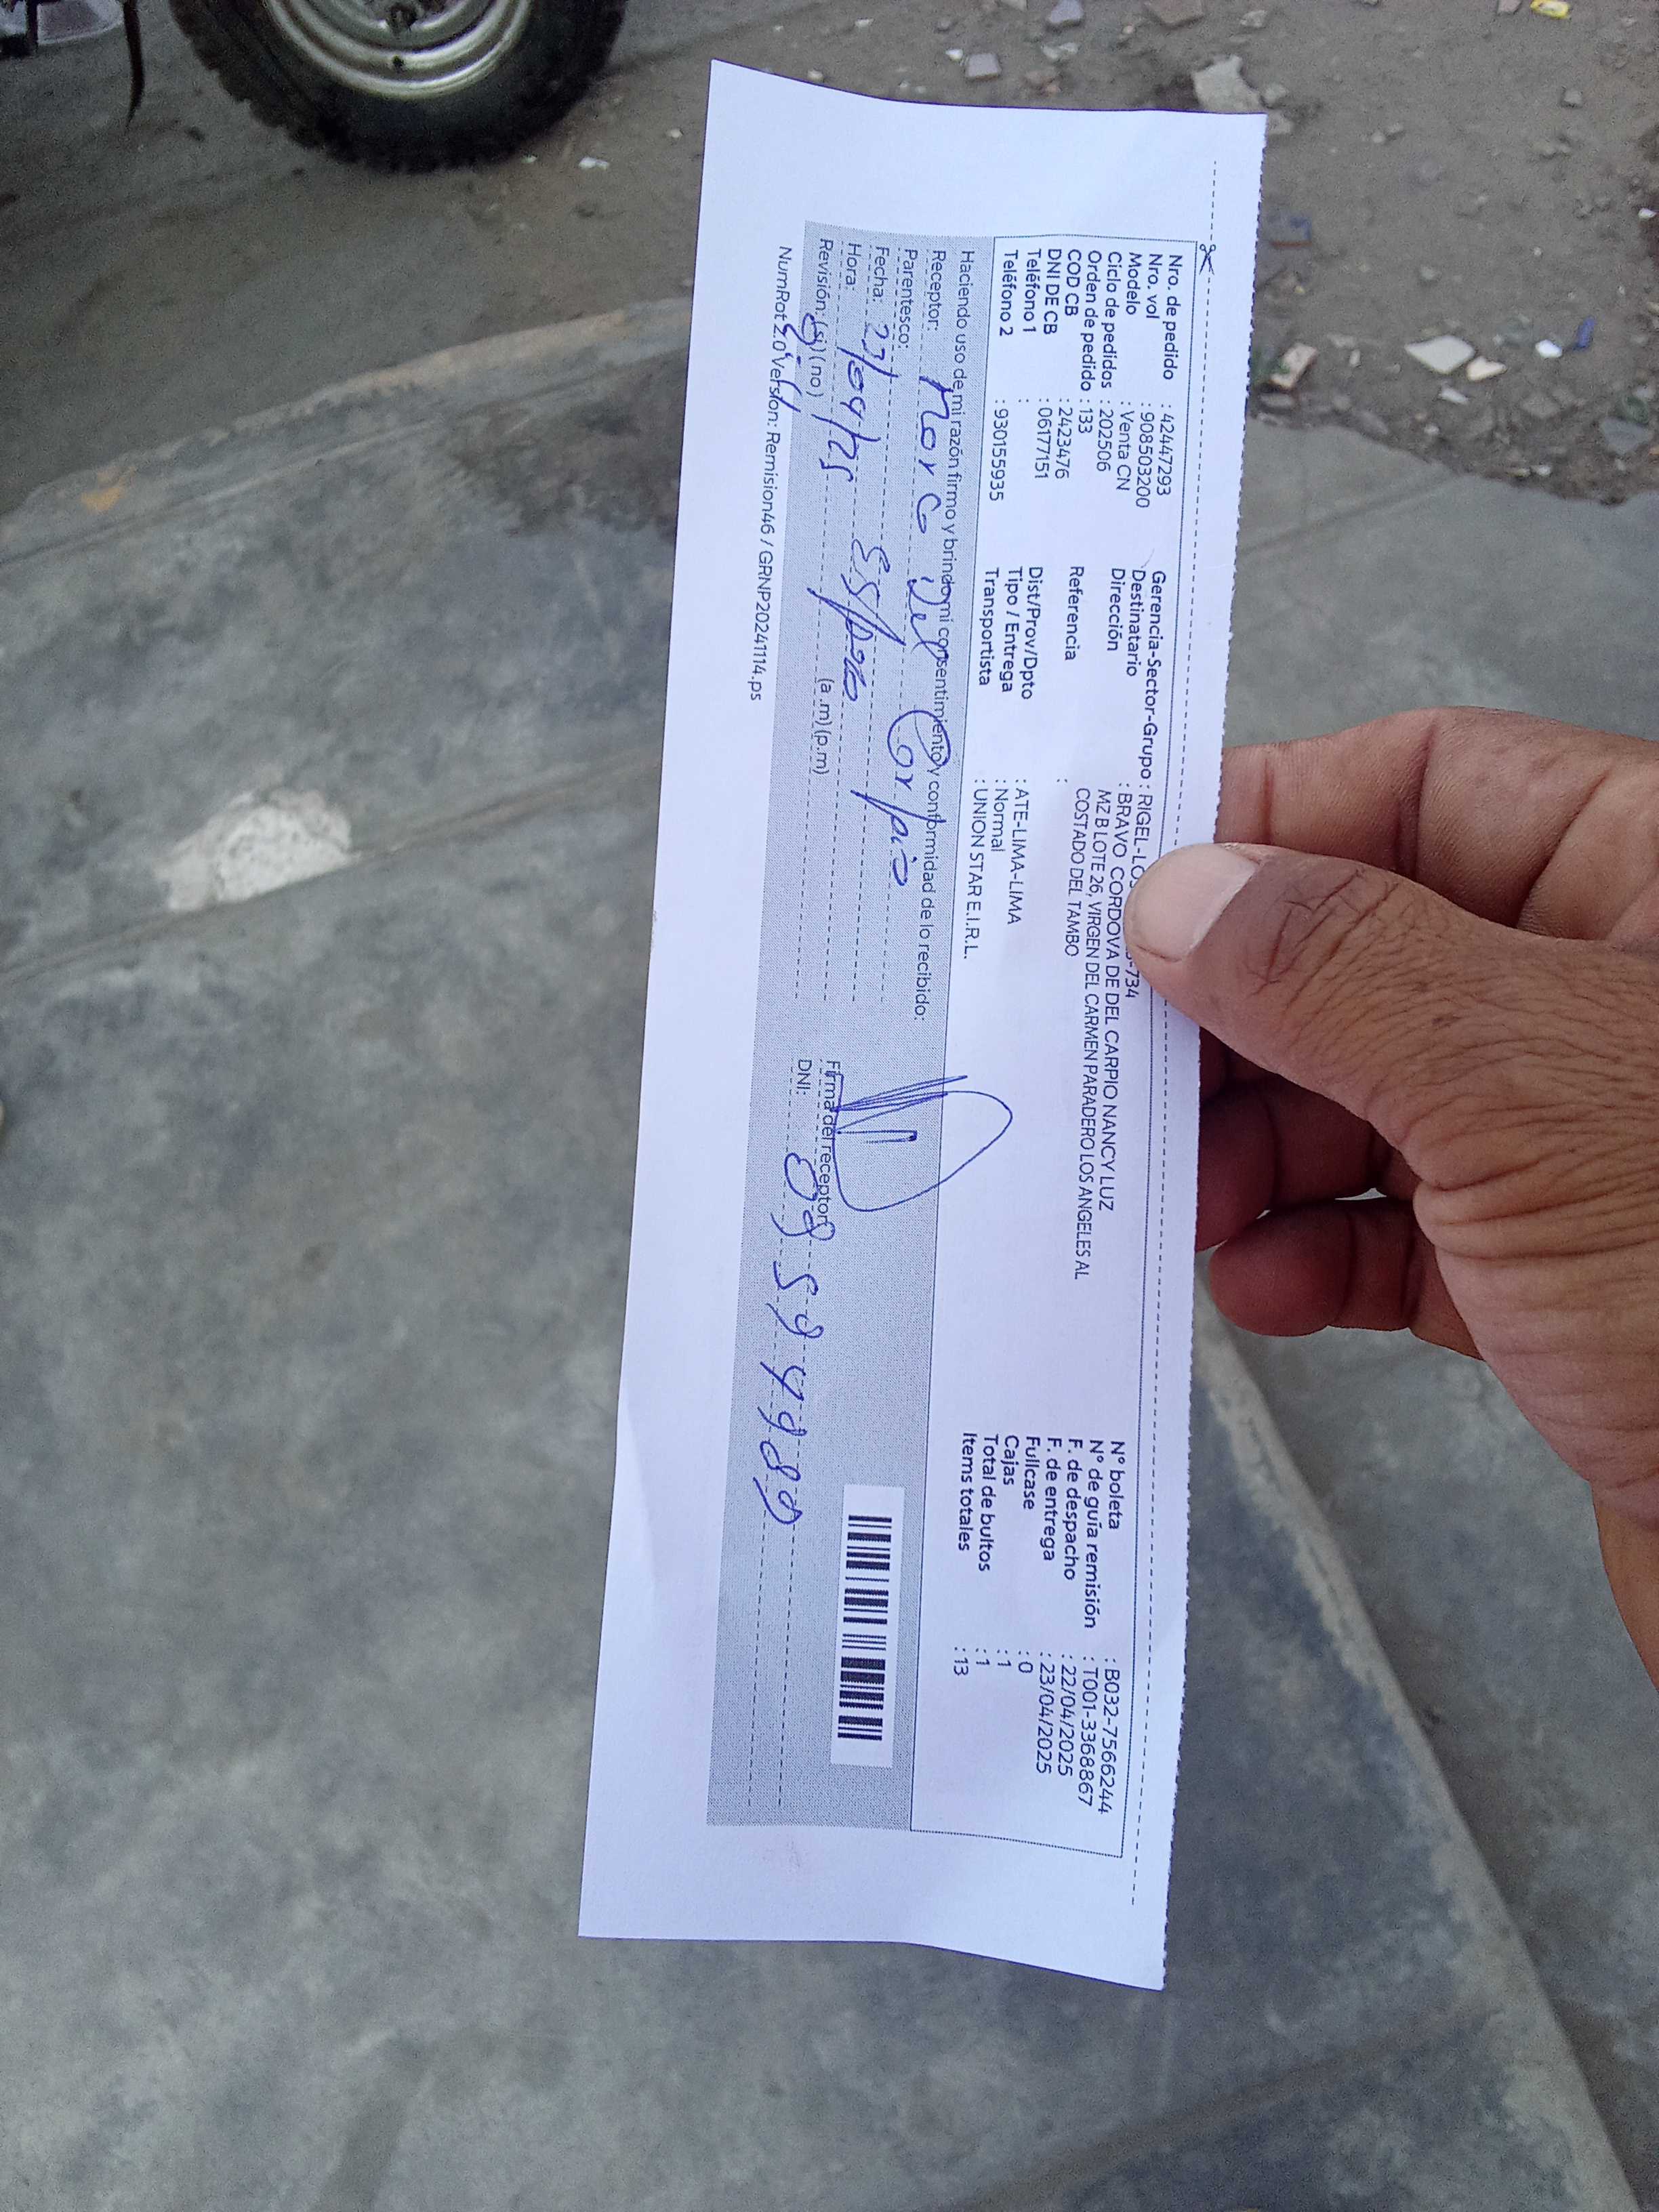 Nro. de pedido : 42447293
Nro. vol : 908503200
Modelo : Venta CN
Ciclo de pedidos : 202506
Orden de pedido : 133
COD CB : 2423476
DNI DE CB : 06177151
Teléfono 1 :
Teléfono 2 : 930155935
Gerencia-Sector-Grupo : RIGEL-LO -734
Destinatario : BRAVO CORDOVA DE DEL CARPIO NANCY LUZ
Dirección MZ B LOTE 26, VIRGEN DEL CARMEN PARADERO LOS ANGELES AL
COSTADO DEL TAMBO
Referencia :
Dist/Prov/Dpto : ATE-LIMA-LIMA
Tipo / Entrega : Normal
Transportista : UNION STAR E.I.R.L.
N° boleta : B032-7566244
N° de guía remisión : T001-3368867
F. de despacho : 22/04/2025
F. de entrega : 23/04/2025
Fullcase : 0
Cajas : 1
Total de bultos : 1
Items totales : 13
Haciendo uso de mi razón firmo y brindo mi consentimiento y conformidad de lo recibido:
Receptor: Del Carpio
Parentesco: Esposo
Fecha: 23/04/25
Hora: (a.m)(p.m)
Revisión: (si) (no)
Firma del receptor
DNI:
NumRot 2.0 Version: Remision46 / GRNP20241114.ps